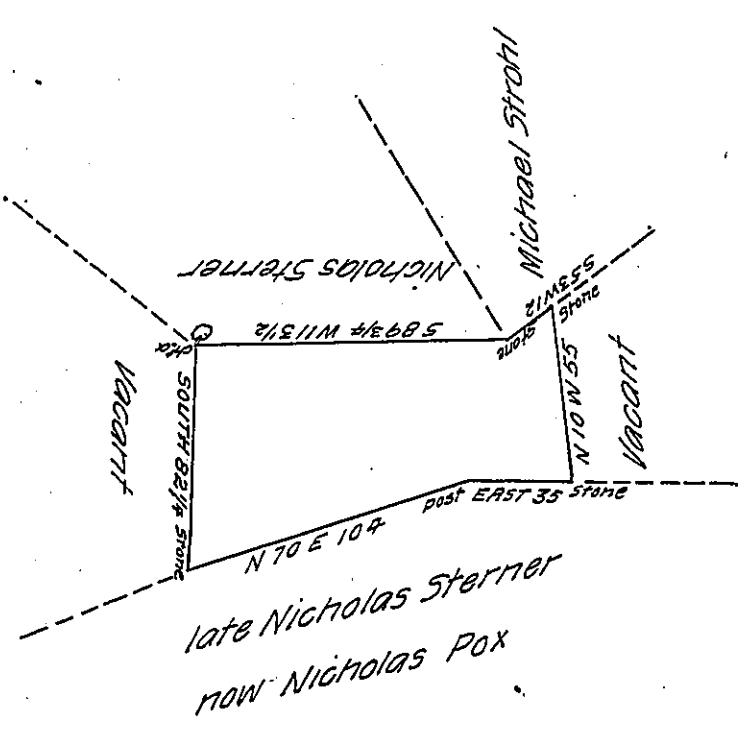 Michael Strohl
Nicholas Sterner
S 53 W 12
Stone
Stone
S 89 3/4 W 113 1/2
Vacant
SOUTH 82 1/4 Stone
N 10 W 55
Vacant
post EAST 35 Stone
N 70 E 104
late Nicholas Sterner
now Nicholas Pox